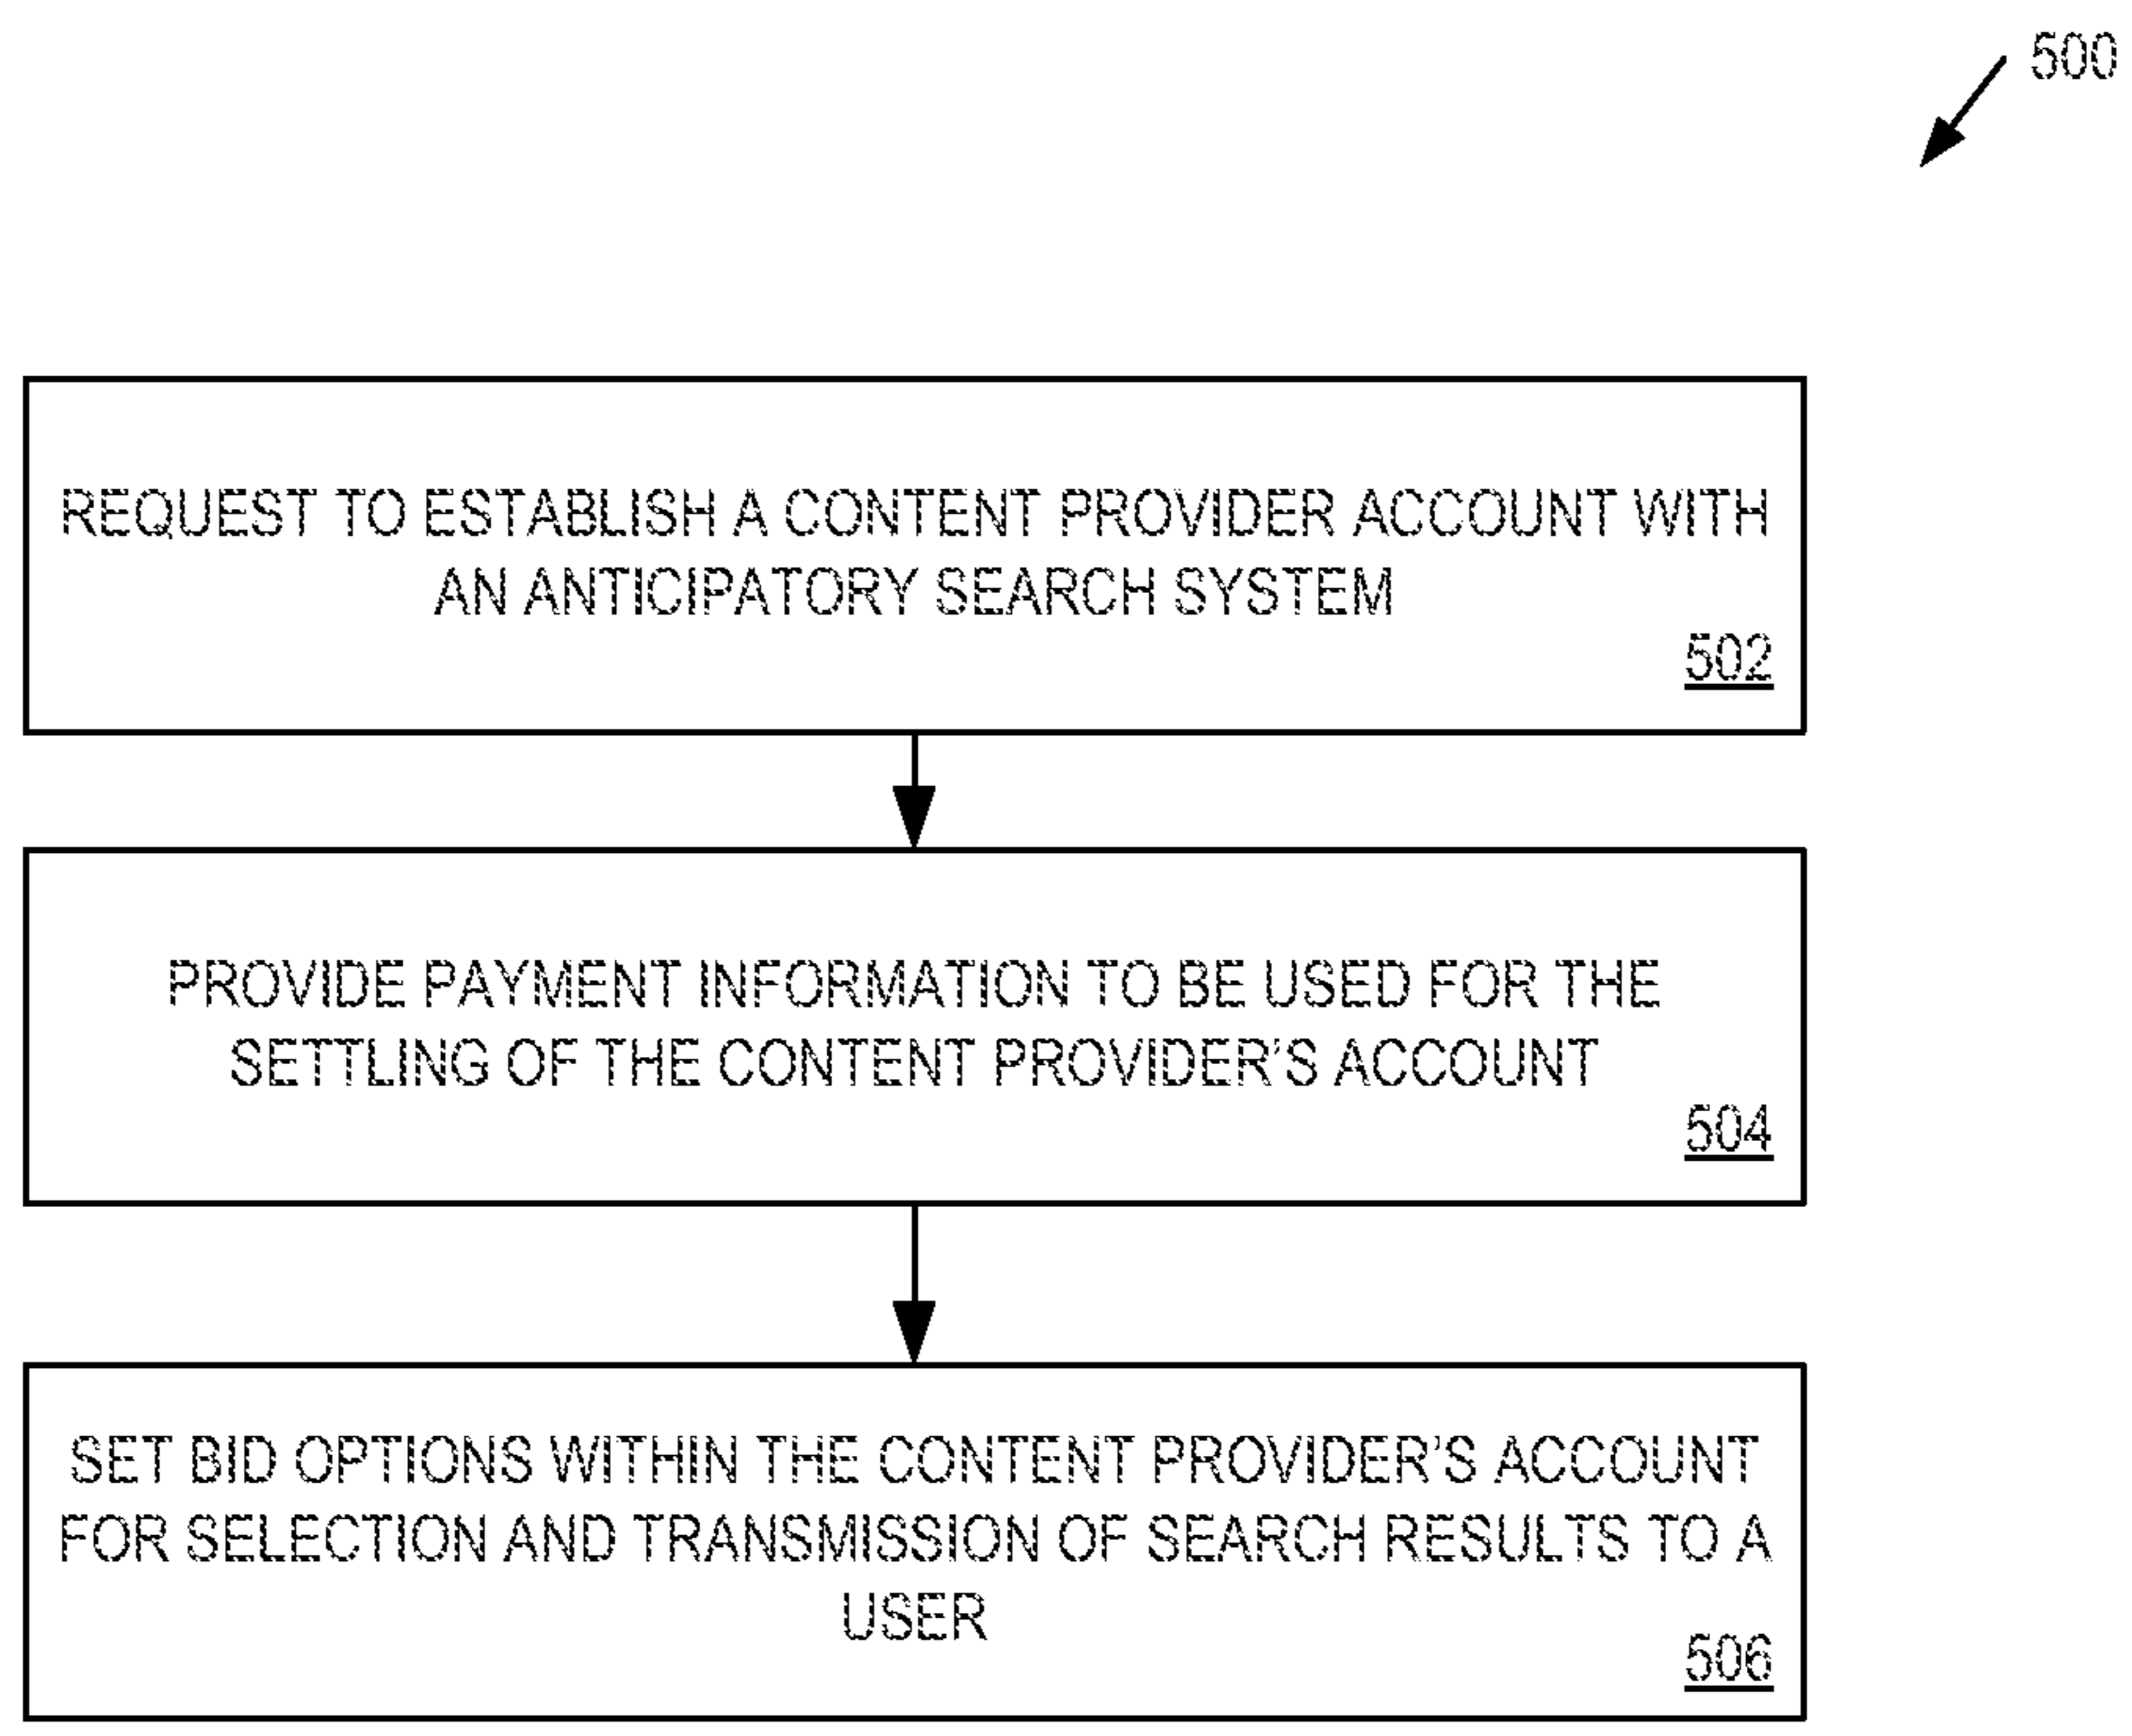 500
REQUEST TO ESTABLISH A CONTENT PROVIDER ACCOUNT WITH
AN ANTICIPATORY SEARCH SYSTEM
502
PROVIDE PAYMENT INFORMATION TO BE USED FOR THE
SETTLING OF THE CONTENT PROVIDER'S ACCOUNT
504
SET BID OPTIONS WITHIN THE CONTENT PROVIDER'S ACCOUNT
FOR SELECTION AND TRANSMISSION OF SEARCH RESULTS TO A
USER
506